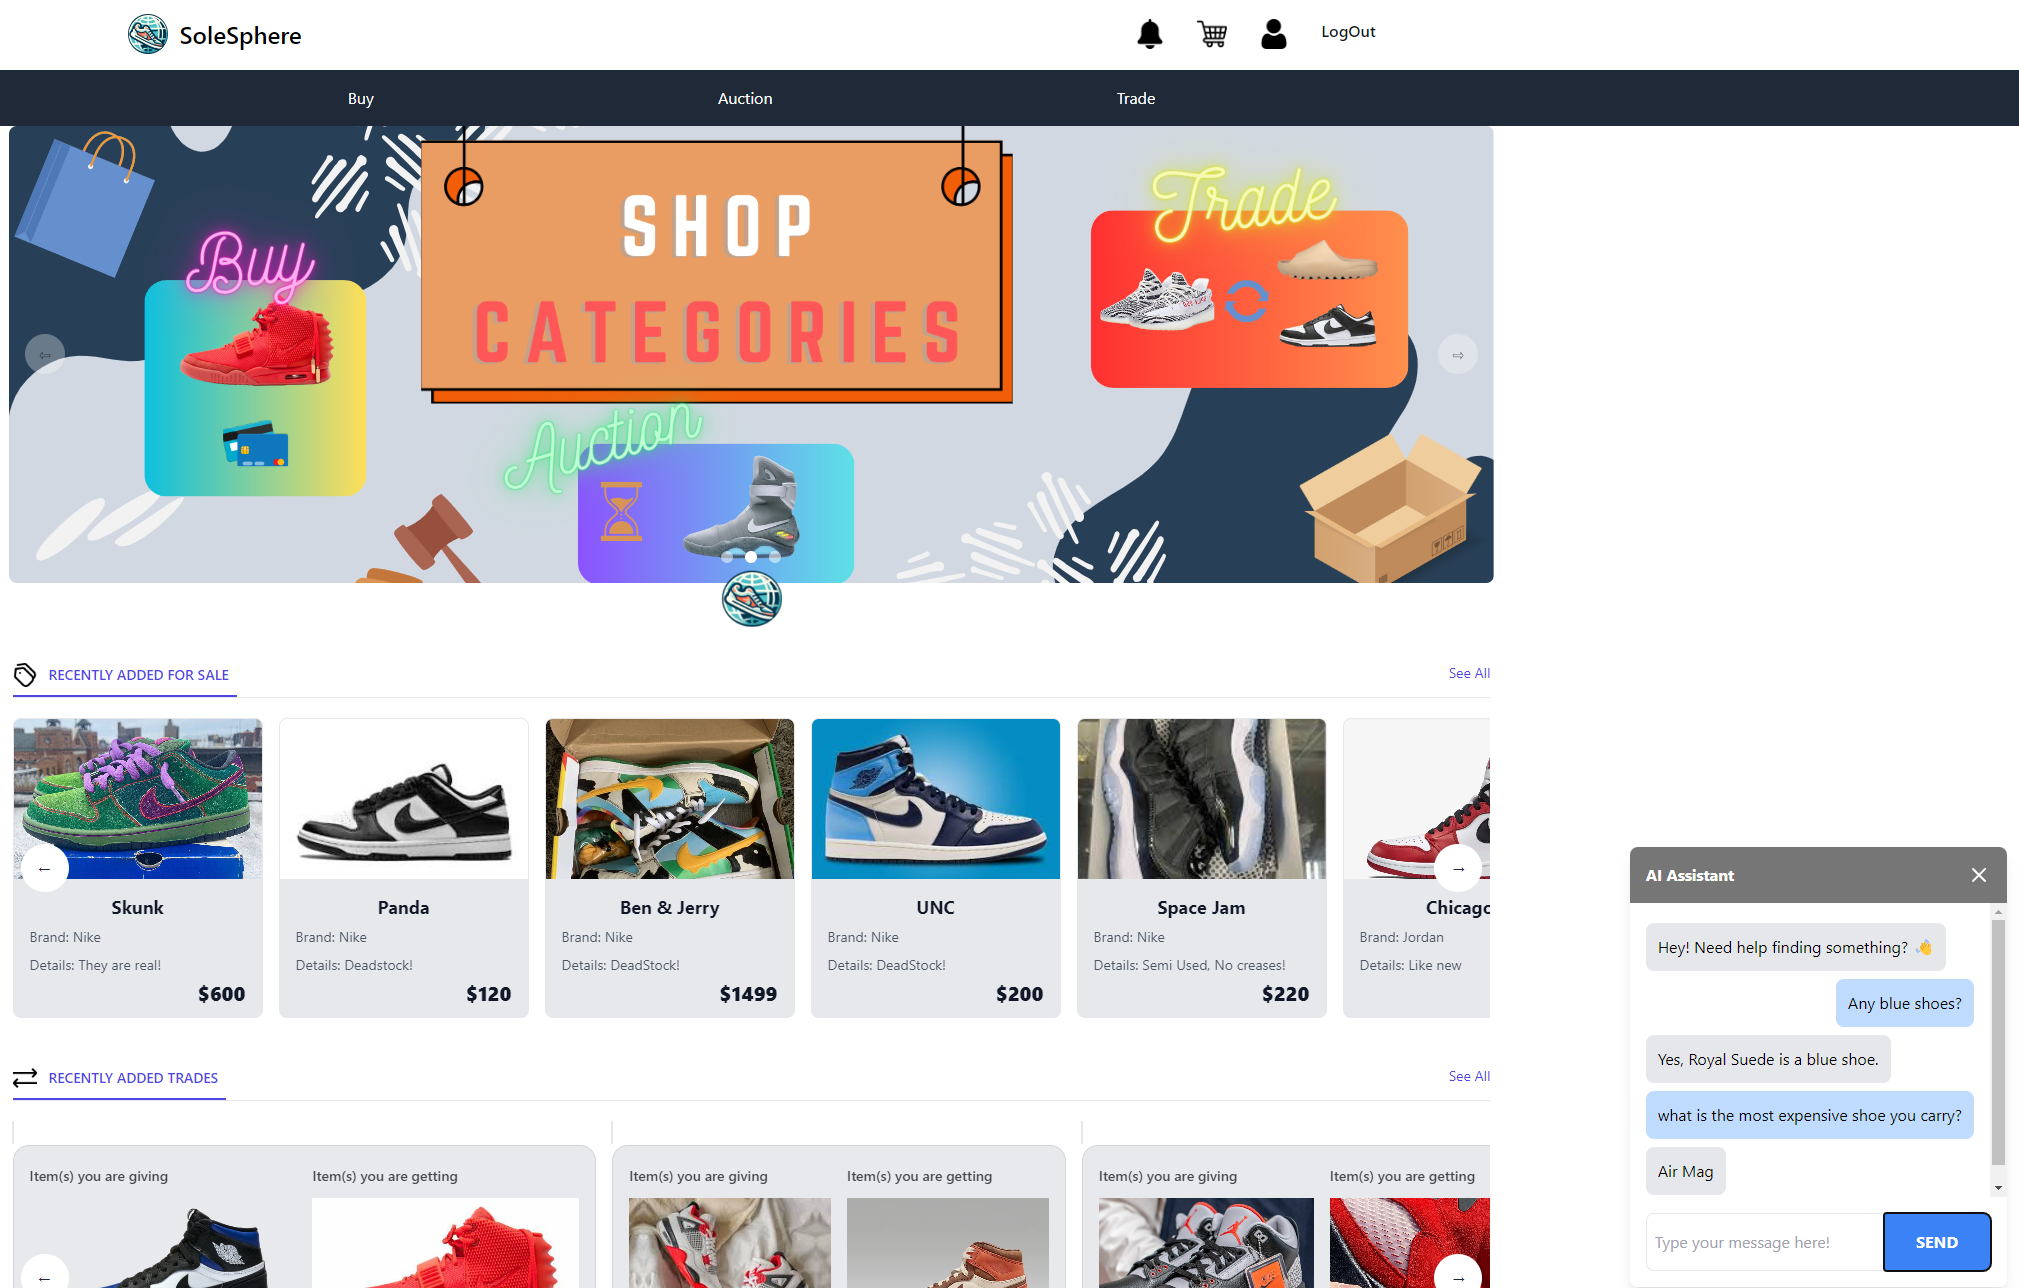 SoleSphere
LogOut
Buy
Auction
Trade
SHOP
CATEGORIES
Buy
Trade
Auction
RECENTLY ADDED FOR SALE
See All
Skunk
Brand: Nike
Details: They are real!
$600
Panda
Brand: Nike
Details: Deadstock!
$120
Ben & Jerry
Brand: Nike
Details: DeadStock!
$1499
UNC
Brand: Nike
Details: DeadStock!
$200
Space Jam
Brand: Nike
Details: Semi Used, No creases!
$220
Chicago
Brand: Jordan
Details: Like new
RECENTLY ADDED TRADES
See All
Item(s) you are giving
Item(s) you are getting
Item(s) you are giving
Item(s) you are getting
Item(s) you are giving
Item(s) you are getting
AI Assistant
Hey! Need help finding something? 👋
Any blue shoes?
Yes, Royal Suede is a blue shoe.
what is the most expensive shoe you carry?
Air Mag
Type your message here!
SEND